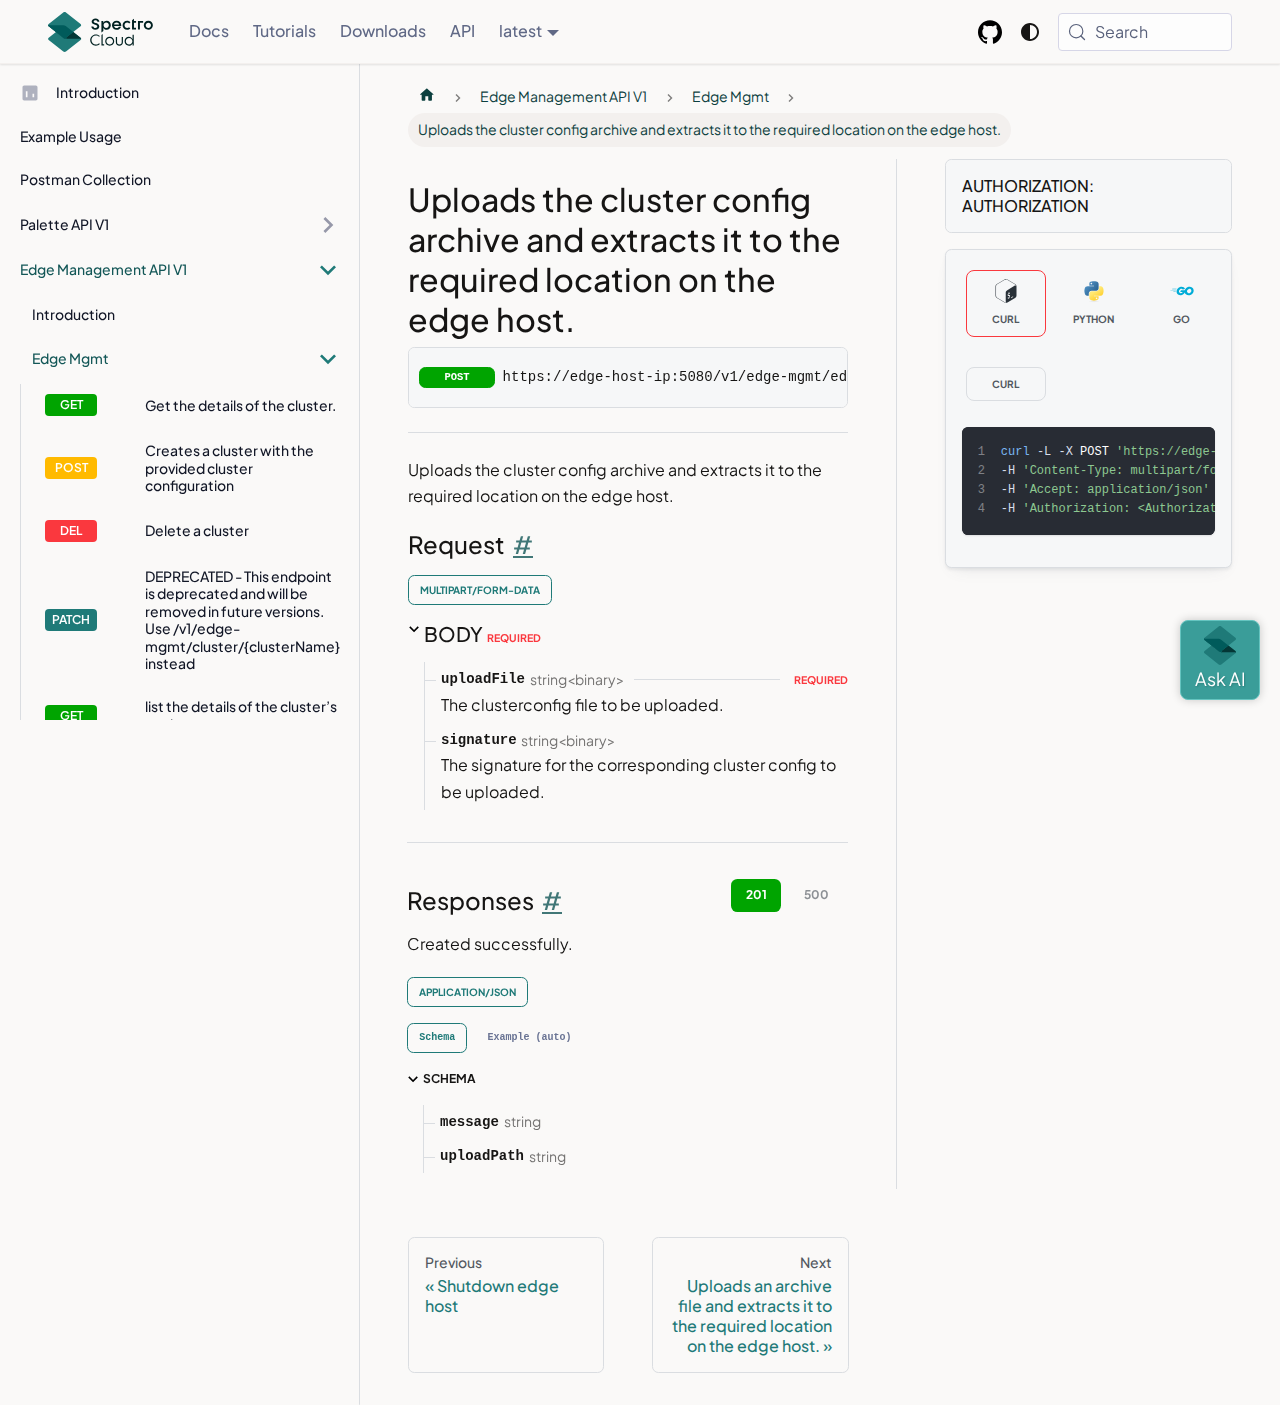 Spectro
Cloud
Docs
Tutorials
Downloads
API
latest
Search
Introduction
Example Usage
Postman Collection
Palette API V1
Edge Management API V1
Introduction
Edge Mgmt
GET
Get the details of the cluster.
POST
Creates a cluster with the
provided cluster
configuration
DEL
Delete a cluster
PATCH
DEPRECATED - This endpoint
is deprecated and will be
removed in future versions.
Use /v1/edge-
mgmt/cluster/{clusterName}
instead
GET
list the details of the cluster's
Edge Management API V1
Edge Mgmt
Uploads the cluster config archive and extracts it to the required location on the edge host.
Uploads the cluster config
archive and extracts it to the
required location on the
edge host.
POST
https://edge-host-ip:5080/v1/edge-mgmt/ed
Uploads the cluster config archive and extracts it to the
required location on the edge host.
Request #
MULTIPART/FORM-DATA
BODY REQUIRED
uploadFile string<binary>
REQUIRED
The clusterconfig file to be uploaded.
signature string<binary>
The signature for the corresponding cluster config to
be uploaded.
Responses #
201
500
Created successfully.
APPLICATION/JSON
Schema
Example (auto)
SCHEMA
message string
uploadPath string
Previous
« Shutdown edge
host
Next
Uploads an archive
file and extracts it to
the required location
on the edge host. »
AUTHORIZATION:
AUTHORIZATION
CURL
PYTHON
GO
GO
CURL
1 curl -L -X POST 'https://edge-
2 -H 'Content-Type: multipart/fo
3 -H 'Accept: application/json'
4 -H 'Authorization: <Authorizat
Ask AI